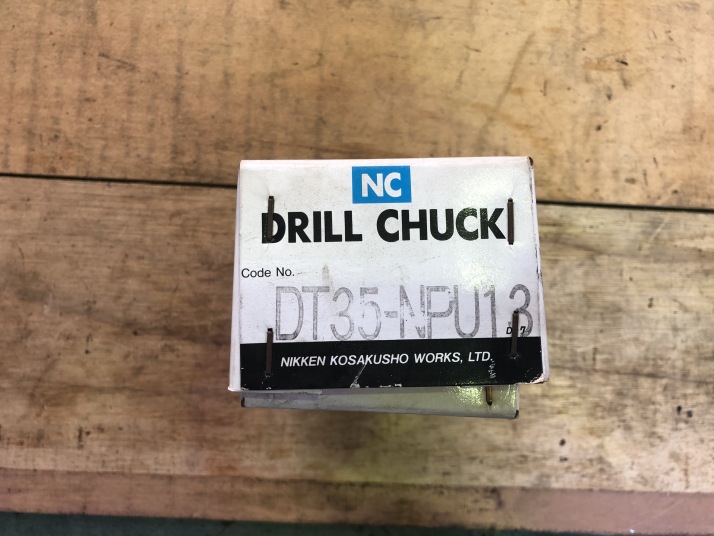 NC
DRILL CHUCK
Code No.
DT35-NPU13
NIKKEN KOSAKUSHO WORKS, LTD.